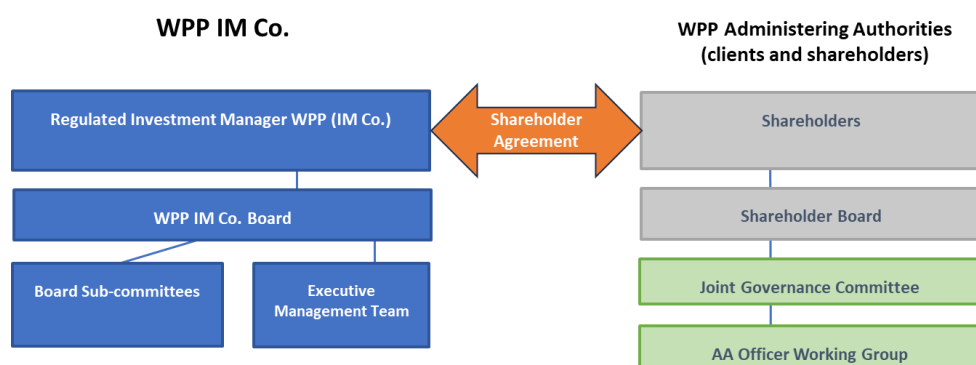 WPP IM Co.
WPP Administering Authorities
(clients and shareholders)
Regulated Investment Manager WPP (IM Co.)
Shareholder
Agreement
Shareholders
WPP IM Co. Board
Shareholder Board
Board Sub-committees
Executive
Management Team
Joint Governance Committee
AA Officer Working Group